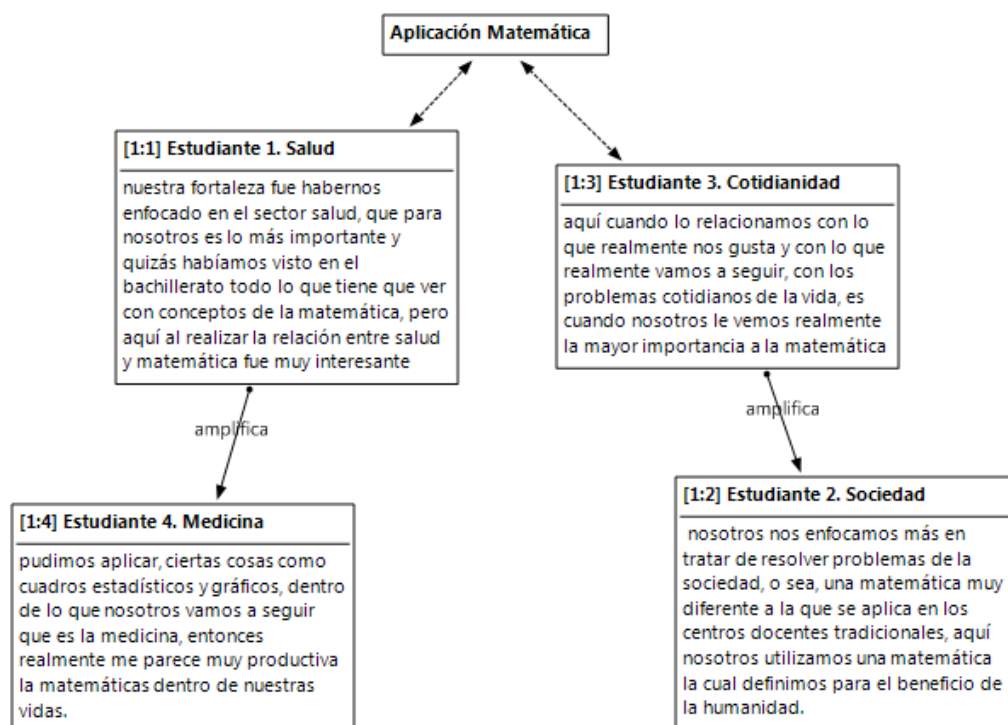 Aplicación Matemática
[1:1] Estudiante 1. Salud
nuestra fortaleza fue habernos
enfocado en el sector salud, que para
nosotros es lo más importante y
quizás habíamos visto en el
bachillerato todo lo que tiene que ver
con conceptos de la matemática, pero
aquí al realizar la relación entre salud
y matemática fue muy interesante
[1:3] Estudiante 3. Cotidianidad
aquí cuando lo relacionamos con lo
que realmente nos gusta y con lo que
realmente vamos a seguir, con los
problemas cotidianos de la vida, es
cuando nosotros le vemos realmente
la mayor importancia a la matemática
amplifica
amplifica
[1:4] Estudiante 4. Medicina
pudimos aplicar, ciertas cosas como
cuadros estadísticos y gráficos, dentro
de lo que nosotros vamos a seguir
que es la medicina, entonces
realmente me parece muy productiva
la matemáticas dentro de nuestras
vidas.
[1:2] Estudiante 2. Sociedad
nosotros nos enfocamos más en
tratar de resolver problemas de la
sociedad, o sea, una matemática muy
diferente a la que se aplica en los
centros docentes tradicionales, aquí
nosotros utilizamos una matemática
la cual definimos para el beneficio de
la humanidad.